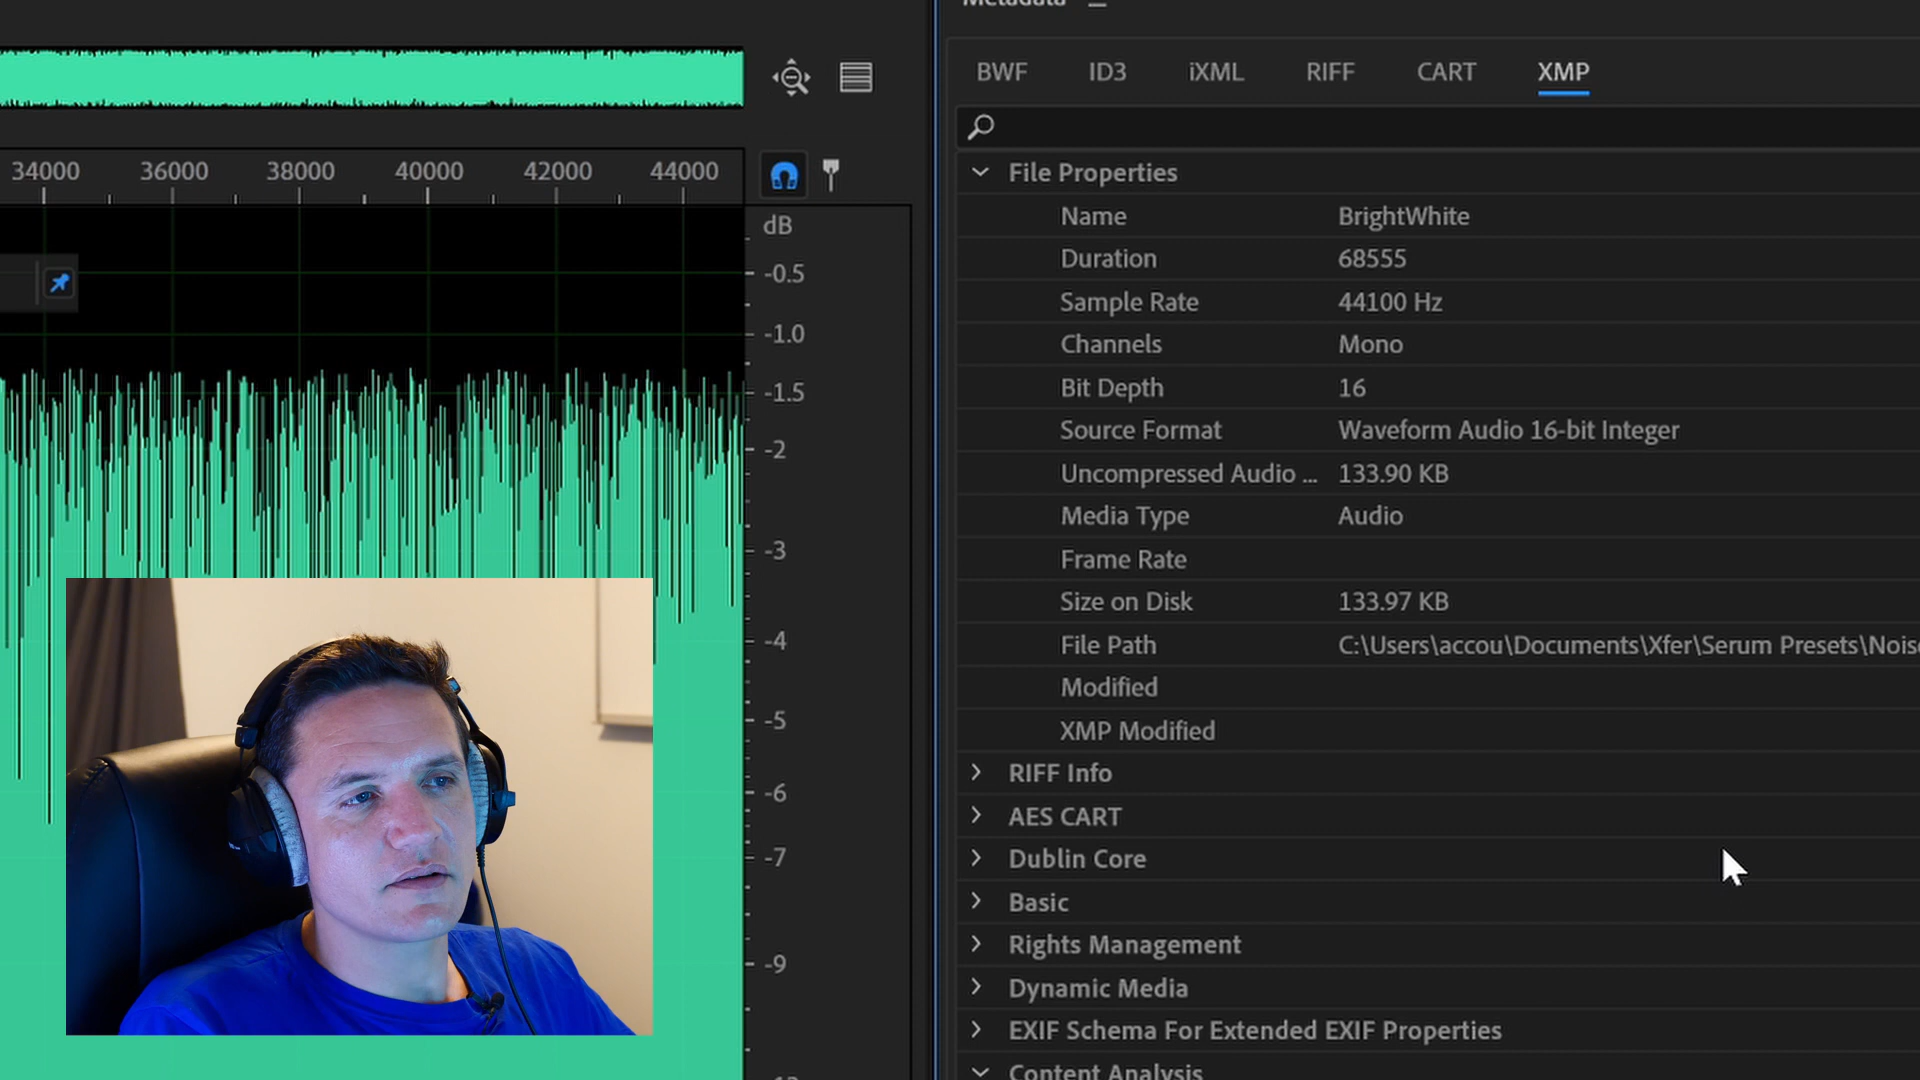 Metadata
BWF ID3 iXML RIFF CART XMP
34000 36000 38000 40000 42000 44000
dB
-0.5
-1.0
-1.5
-2
-3
-4
-5
-6
-7
-9
File Properties
Name BrightWhite
Duration 68555
Sample Rate 44100 Hz
Channels Mono
Bit Depth 16
Source Format Waveform Audio 16-bit Integer
Uncompressed Audio ... 133.90 KB
Media Type Audio
Frame Rate
Size on Disk 133.97 KB
File Path C:\Users\accou\Documents\Xfer\Serum Presets\Nois
Modified
XMP Modified
RIFF Info
AES CART
Dublin Core
Basic
Rights Management
Dynamic Media
EXIF Schema For Extended EXIF Properties
Content Analysis